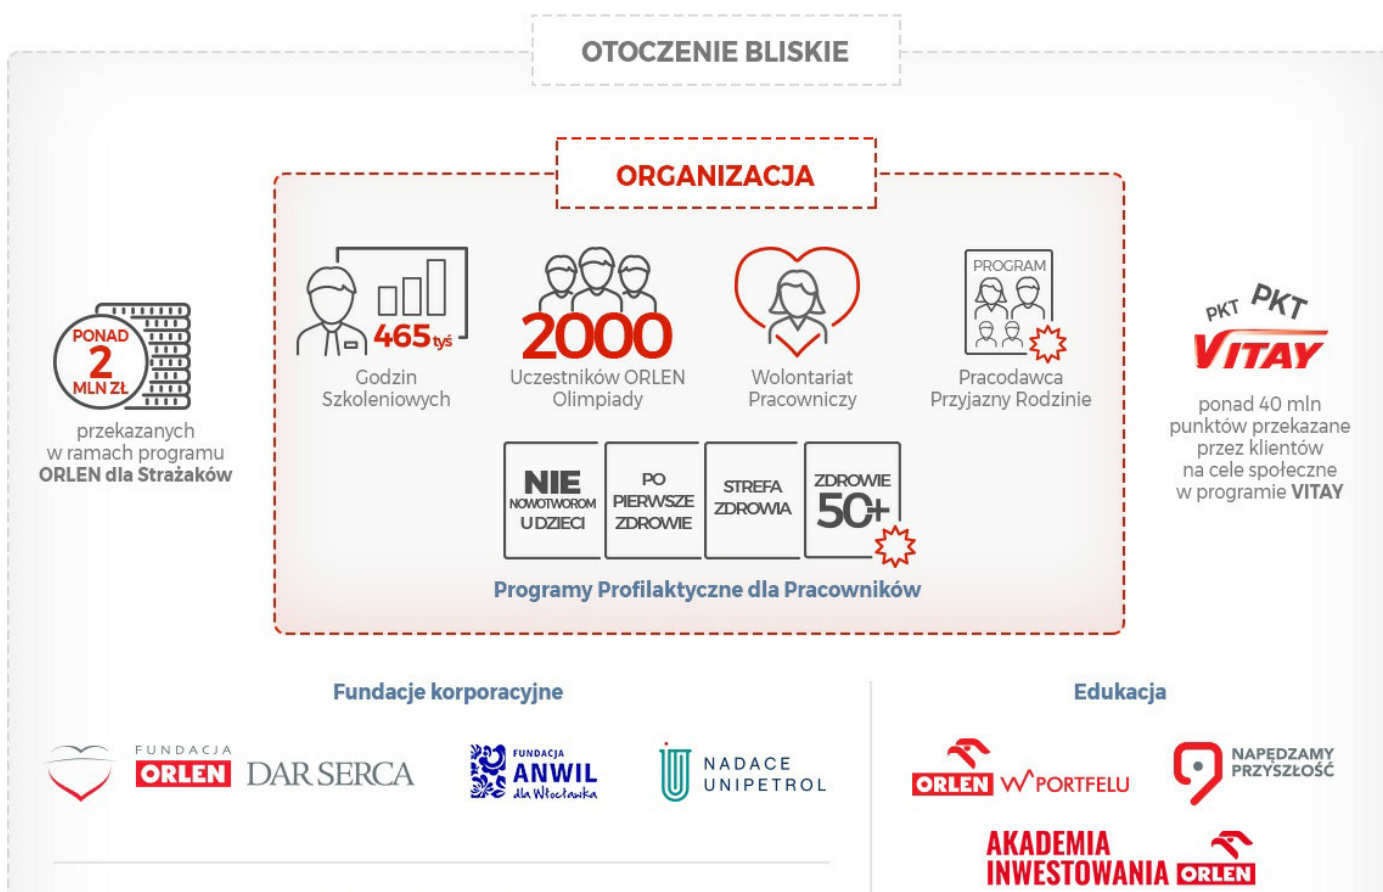 OTOCZENIE BLISKIE
ORGANIZACJA
465 tyś
Godzin
Szkoleniowych
2000
Uczestników ORLEN
Olimpiady
Wolontariat
Pracowniczy
PROGRAM
Pracodawca
Przyjazny Rodzinie
PONAD
2
MLN ZŁ
przekazanych
w ramach programu
ORLEN dla Strażaków
PKT PKT
VITAY
ponad 40 mln
punktów przekazane
przez klientów
na cele społeczne
w programie VITAY
NIE
NOWOTWOROM
U DZIECI
PO
PIERWSZE
ZDROWIE
STREFA
ZDROWIA
ZDROWIE
50+
Programy Profilaktyczne dla Pracowników
Fundacje korporacyjne
FUNDACJA
ORLEN DAR SERCA
FUNDACJA
ANWIL
dla Włocławka
NADACE
UNIPETROL
Edukacja
ORLEN W PORTFELU
NAPĘDZAMY
PRZYSZŁOŚĆ
AKADEMIA
INWESTOWANIA ORLEN